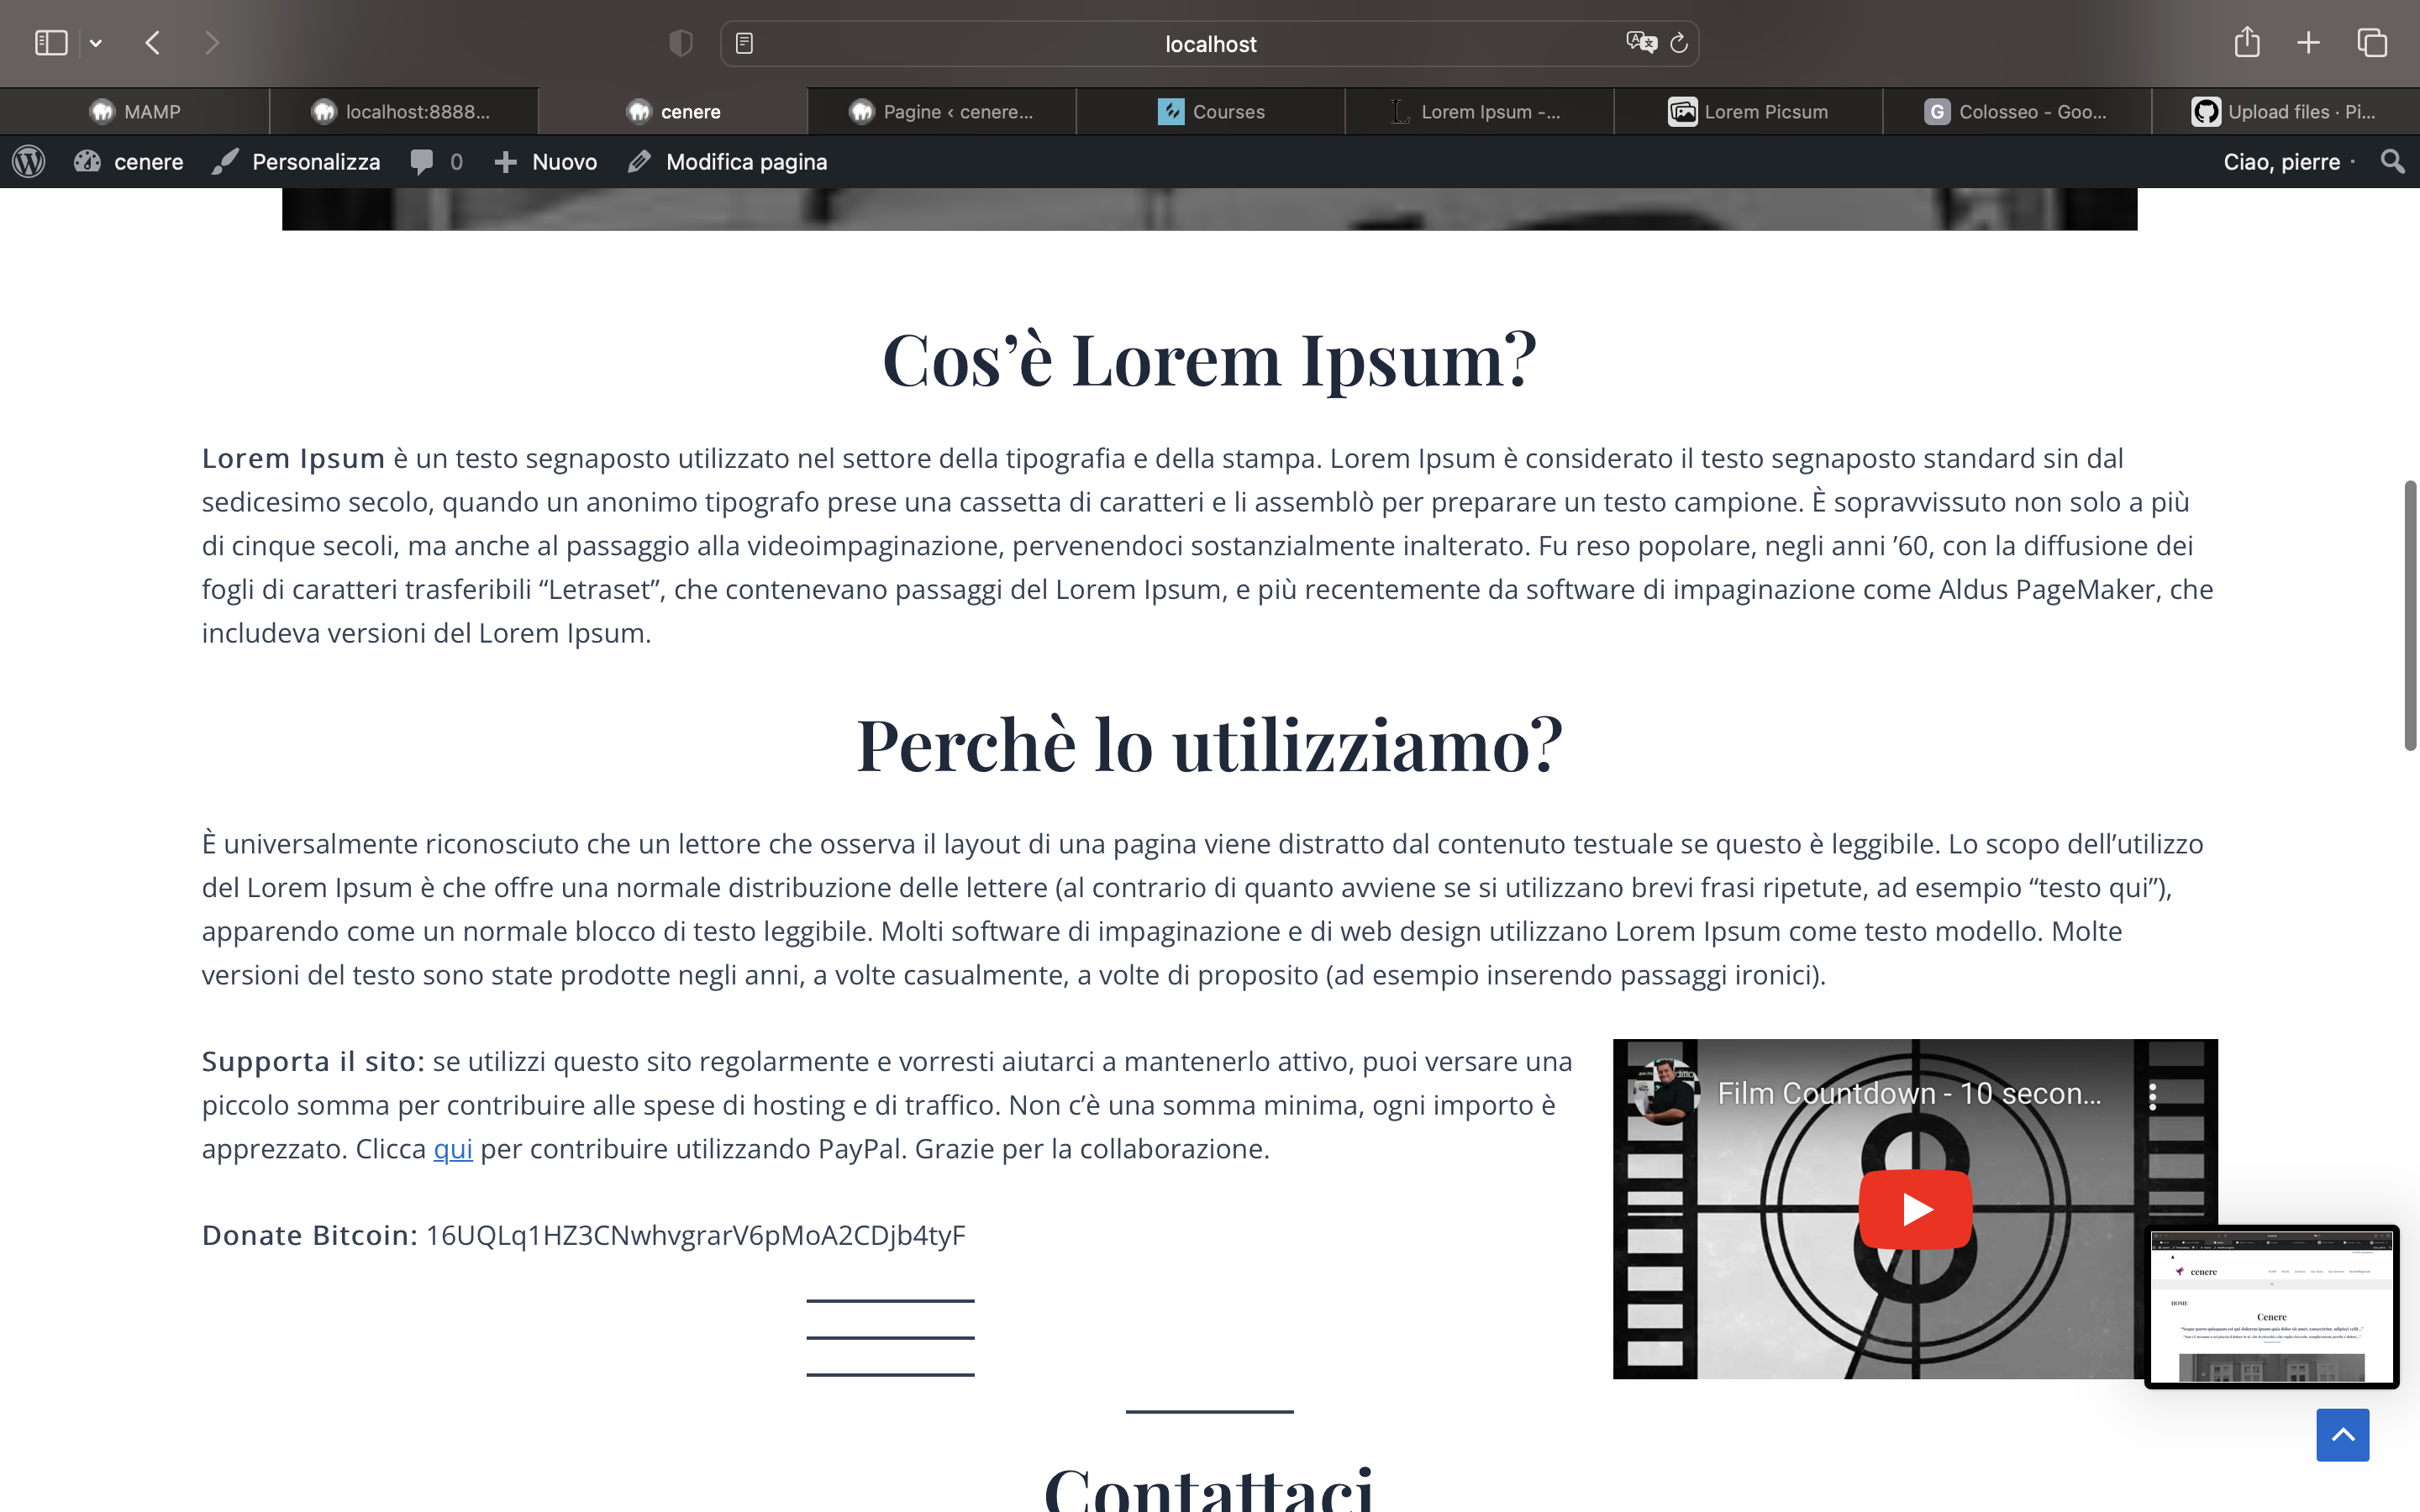 localhost
MAMP
localhost:8888...
cenere
Pagine ‹ cenere...
Courses
Lorem Ipsum -...
Lorem Picsum
G
Colosseo - Goo...
Upload files · Pi...
cenere
Personalizza
0
Nuovo
Modifica pagina
Ciao, pierre
Cos’è Lorem Ipsum?
Lorem Ipsum è un testo segnaposto utilizzato nel settore della tipografia e della stampa. Lorem Ipsum è considerato il testo segnaposto standard sin dal
sedicesimo secolo, quando un anonimo tipografo prese una cassetta di caratteri e li assemblò per preparare un testo campione. È sopravvissuto non solo a più
di cinque secoli, ma anche al passaggio alla videoimpaginazione, pervenendoci sostanzialmente inalterato. Fu reso popolare, negli anni ’60, con la diffusione dei
fogli di caratteri trasferibili “Letraset”, che contenevano passaggi del Lorem Ipsum, e più recentemente da software di impaginazione come Aldus PageMaker, che
includeva versioni del Lorem Ipsum.
Perchè lo utilizziamo?
È universalmente riconosciuto che un lettore che osserva il layout di una pagina viene distratto dal contenuto testuale se questo è leggibile. Lo scopo dell’utilizzo
del Lorem Ipsum è che offre una normale distribuzione delle lettere (al contrario di quanto avviene se si utilizzano brevi frasi ripetute, ad esempio “testo qui”),
apparendo come un normale blocco di testo leggibile. Molti software di impaginazione e di web design utilizzano Lorem Ipsum come testo modello. Molte
versioni del testo sono state prodotte negli anni, a volte casualmente, a volte di proposito (ad esempio inserendo passaggi ironici).
Supporta il sito: se utilizzi questo sito regolarmente e vorresti aiutarci a mantenerlo attivo, puoi versare una
piccolo somma per contribuire alle spese di hosting e di traffico. Non c’è una somma minima, ogni importo è
apprezzato. Clicca qui per contribuire utilizzando PayPal. Grazie per la collaborazione.
Donate Bitcoin: 16UQLq1HZ3CNwhvgrarV6pMoA2CDjb4tyF
Film Countdown - 10 secon...
8
cenere
HOME
Cenere
Contattaci